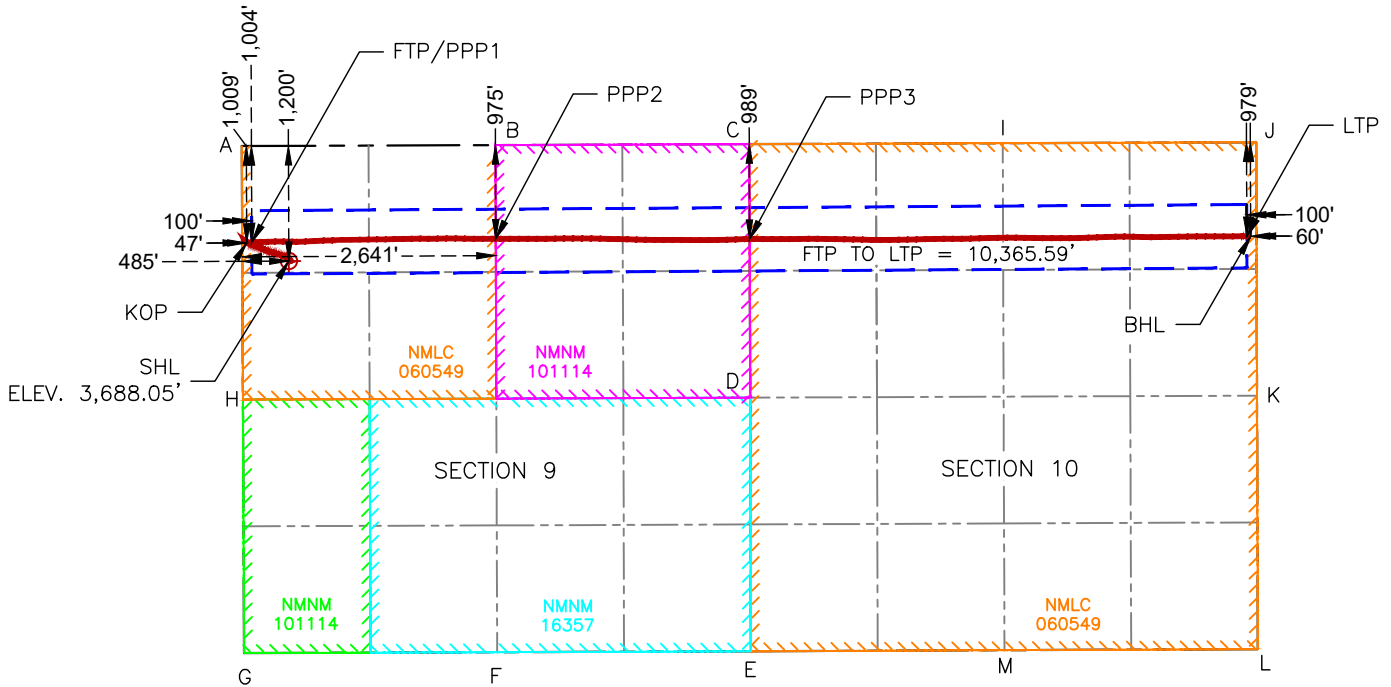 1,009'
1,004'
1,200'
FTP/PPP1
975'
PPP2
989'
PPP3
979'
LTP
A
B
C
J
100'
47'
485'
2,641'
FTP TO LTP = 10,365.59'
100'
60'
KOP
SHL
ELEV. 3,688.05'
BHL
NMLC
060549
NMNM
101114
H
D
K
SECTION 9
SECTION 10
NMNM
101114
NMNM
16357
NMLC
060549
G
F
E
M
L